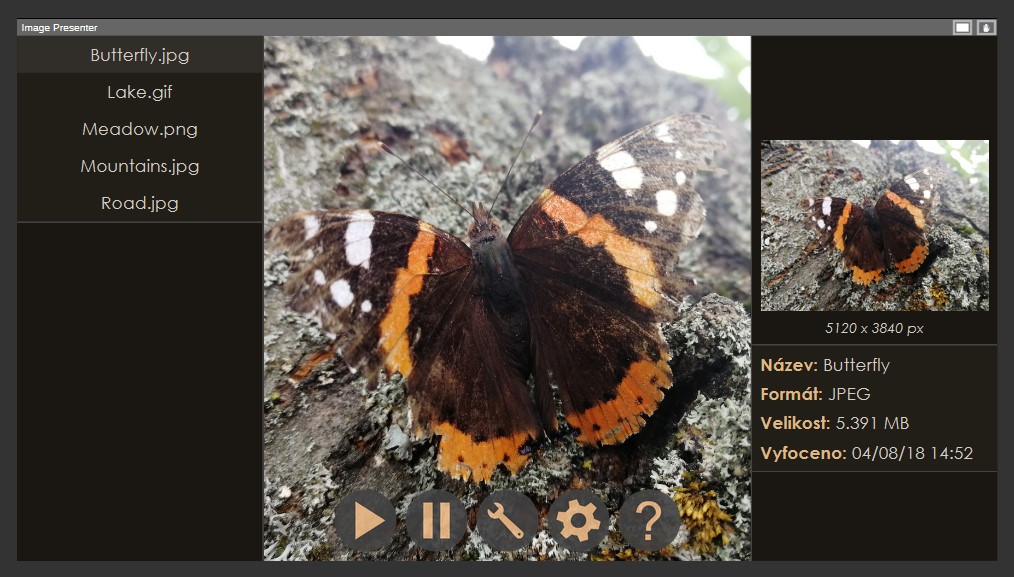 Image Presenter
Butterfly.jpg
Lake.gif
Meadow.png
Mountains.jpg
Road.jpg
5120 x 3840 px
Název: Butterfly
Formát: JPEG
Velikost: 5.391 MB
Vyfoceno: 04/08/18 14:52
?